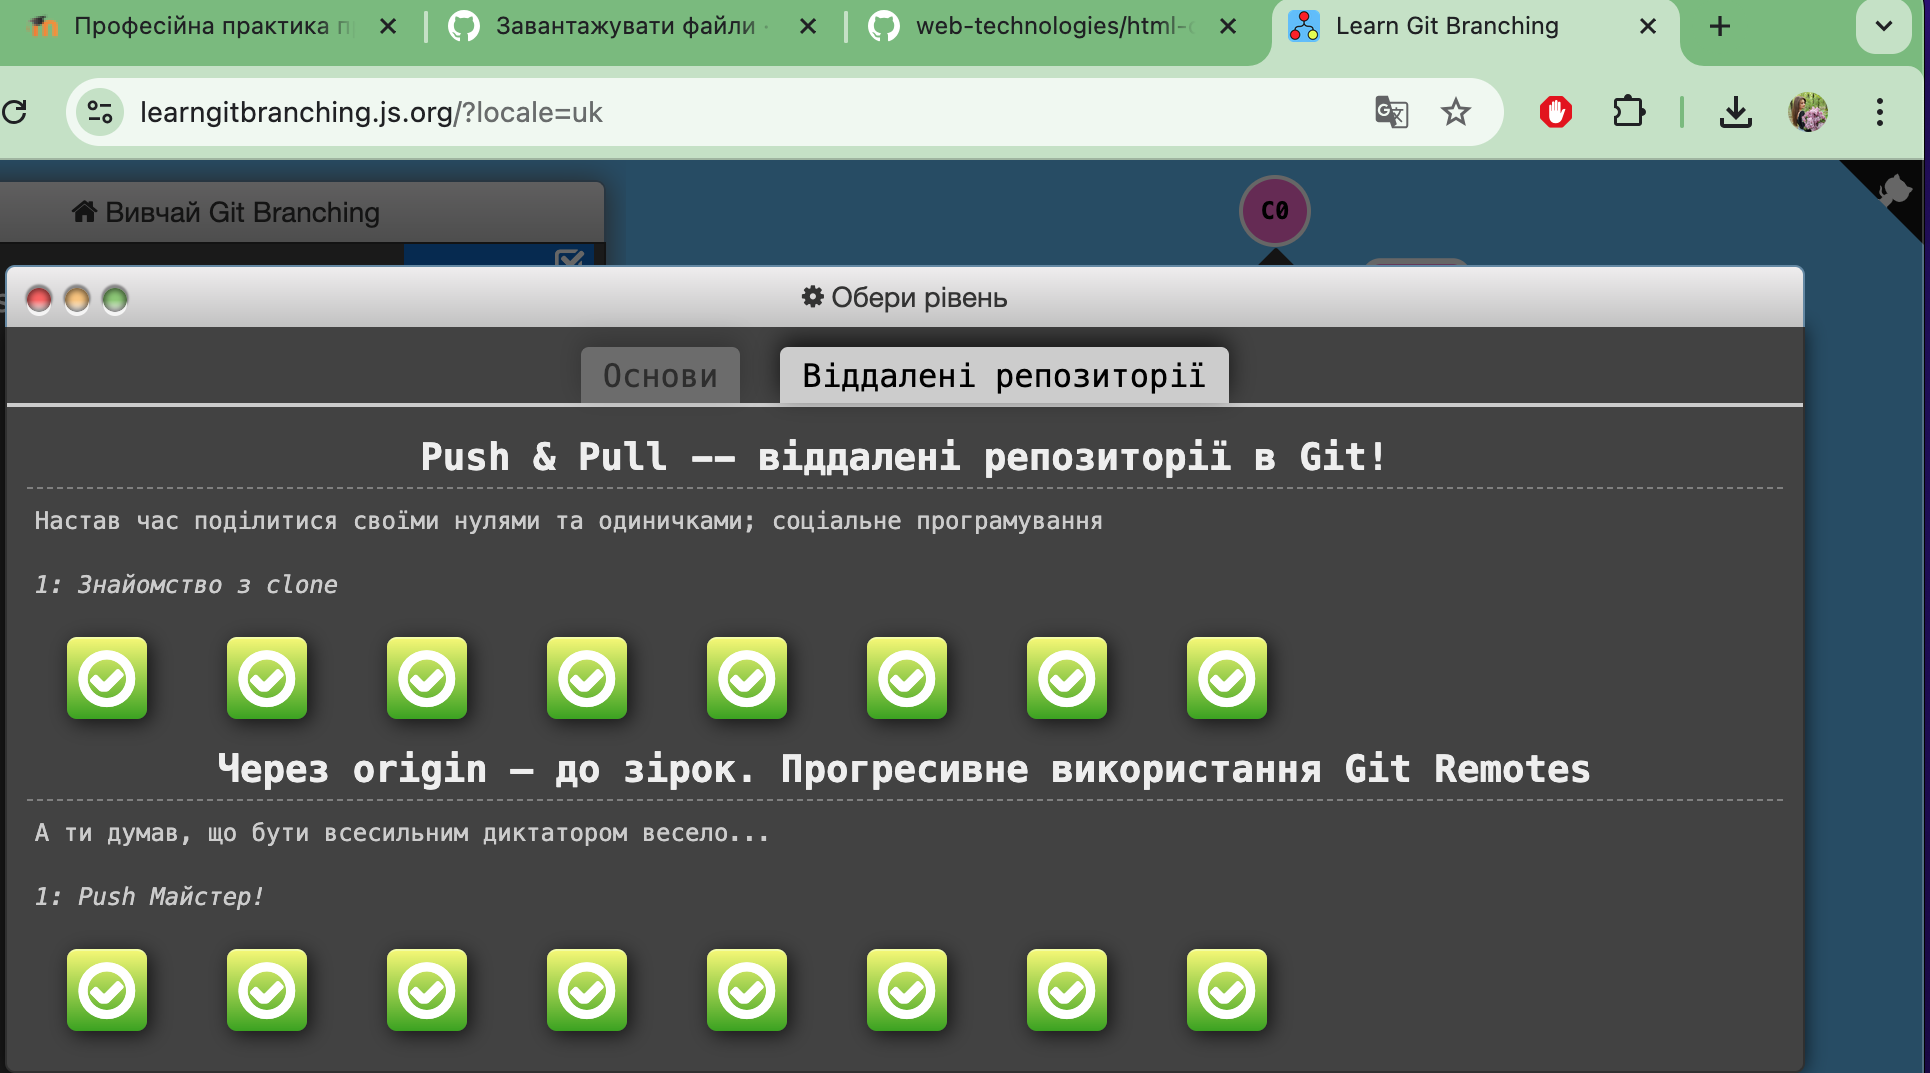 Професійна практика п
Завантажувати файли ·
web-technologies/html-
Learn Git Branching
learngitbranching.js.org/?locale=uk
Вивчай Git Branching
C0
Обери рівень
Основи
Віддалені репозиторії
Push & Pull –– віддалені репозиторії в Git!
Настав час поділитися своїми нулями та одиничками; соціальне програмування
1: Знайомство з clone
Через origin – до зірок. Прогресивне використання Git Remotes
А ти думав, що бути всесильним диктатором весело...
1: Push Майстер!